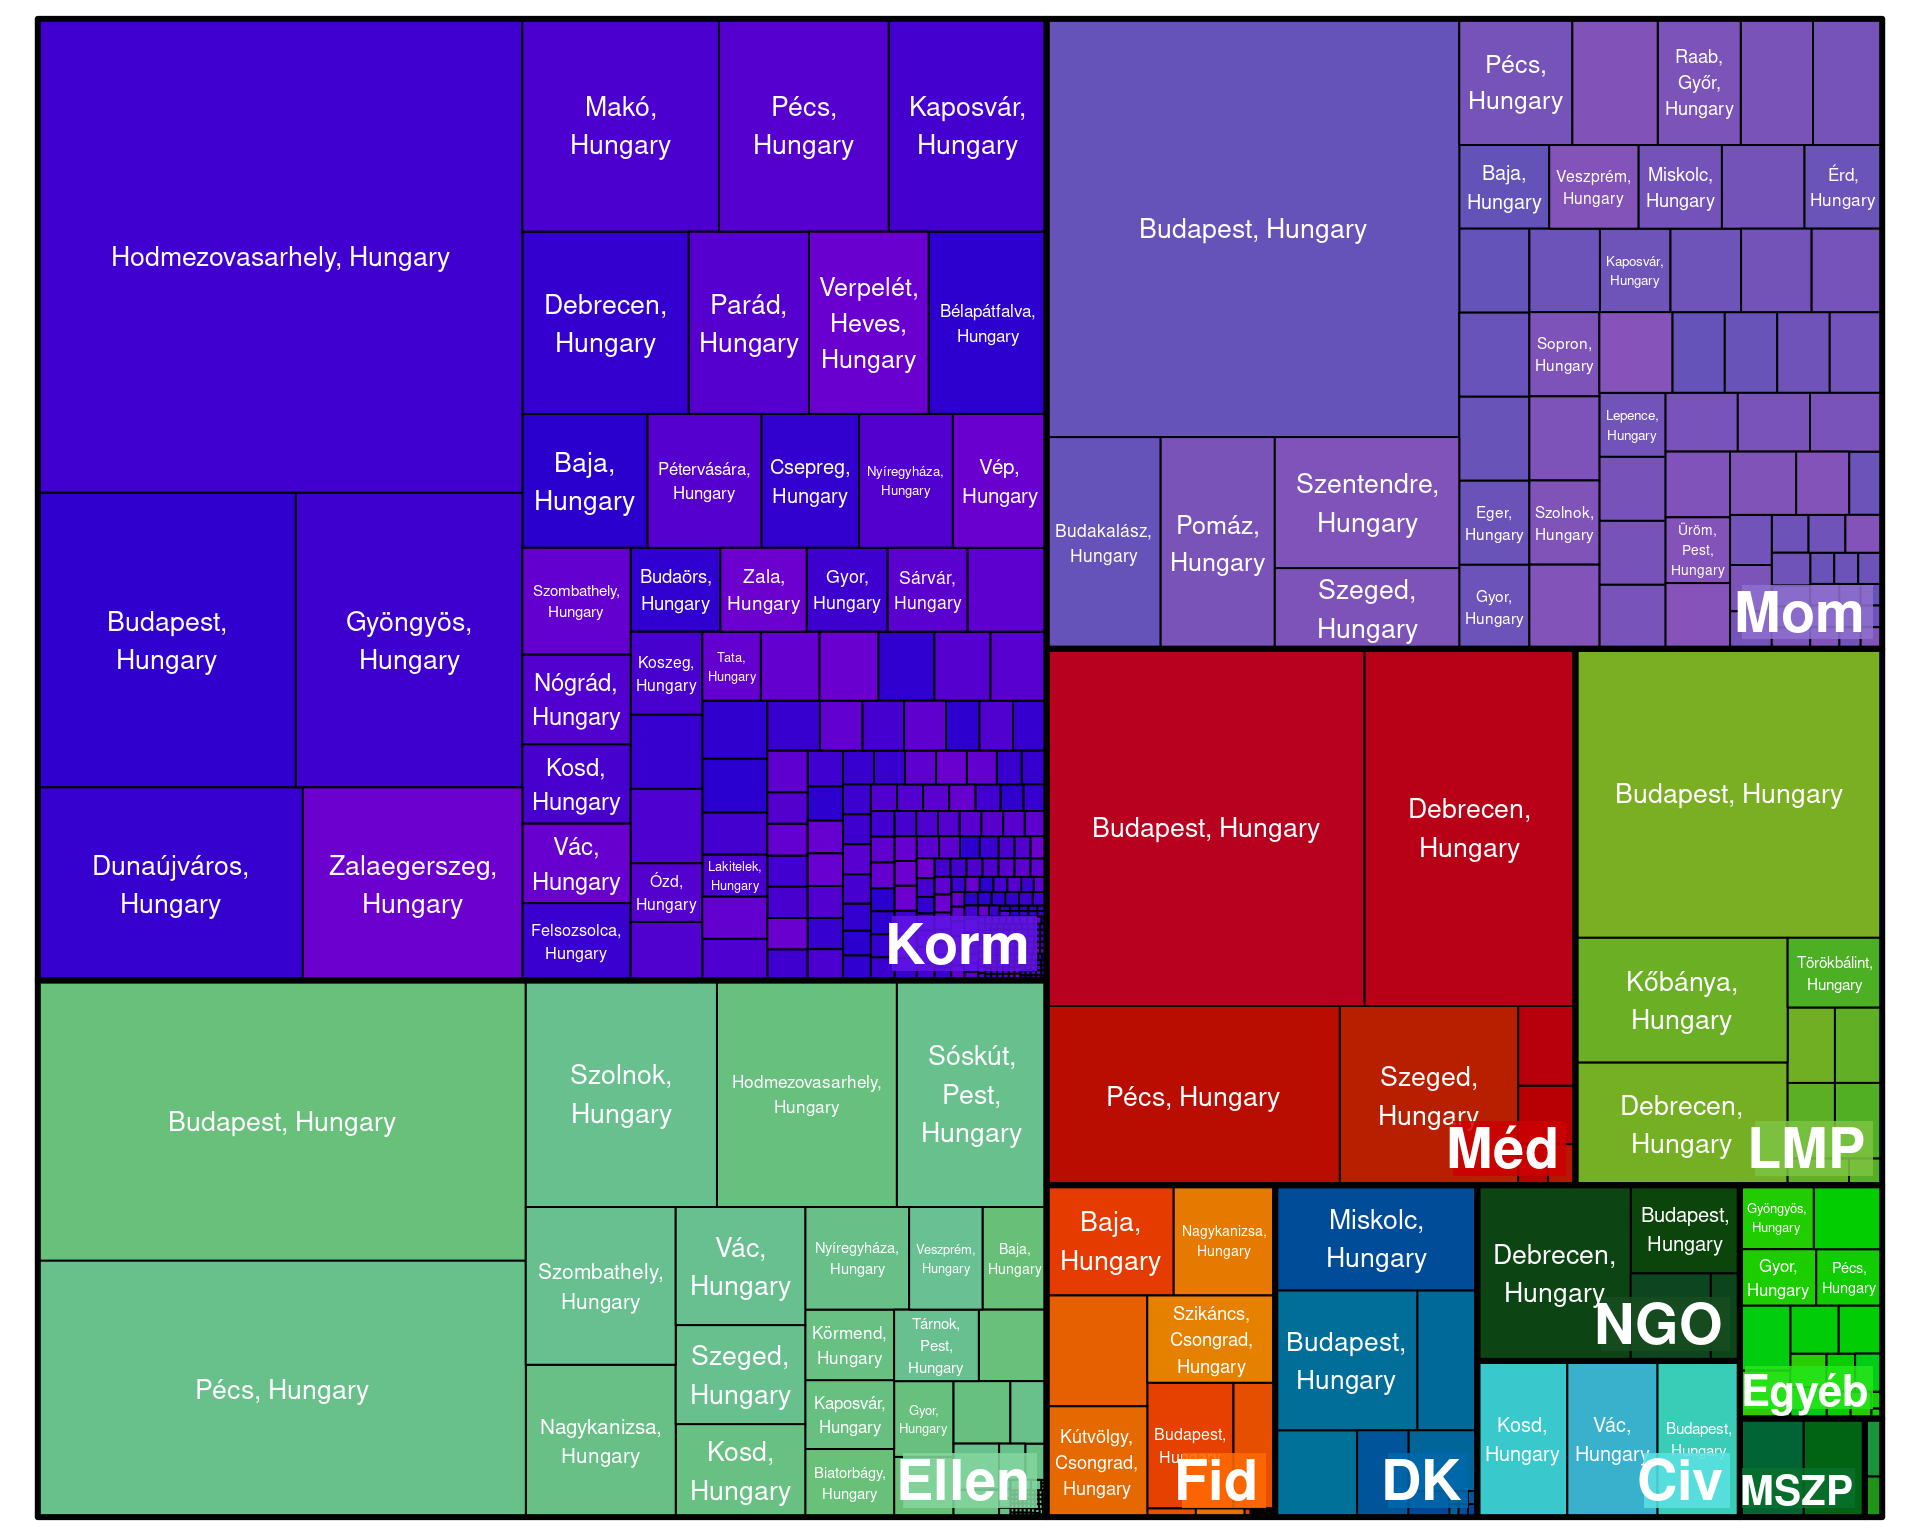 Hodmezovasarhely, Hungary
Makó,
Hungary
Pécs,
Hungary
Kaposvár,
Hungary
Debrecen,
Hungary
Parád,
Hungary
Verpelét,
Heves,
Hungary
Bélapátfalva,
Hungary
Baja,
Hungary
Pétervására,
Hungary
Csepreg,
Hungary
Nyíregyháza,
Hungary
Vép,
Hungary
Budapest,
Hungary
Gyöngyös,
Hungary
Szombathely,
Hungary
Budaörs,
Hungary
Zala,
Hungary
Gyor,
Hungary
Sárvár,
Hungary
Nógrád,
Hungary
Koszeg,
Hungary
Tata,
Hungary
Kosd,
Hungary
Dunaújváros,
Hungary
Zalaegerszeg,
Hungary
Vác,
Hungary
Ózd,
Hungary
Lakitelek,
Hungary
Felsozsolca,
Hungary
Korm
Budapest, Hungary
Pécs,
Hungary
Raab,
Győr,
Hungary
Baja,
Hungary
Veszprém,
Hungary
Miskolc,
Hungary
Érd,
Hungary
Kaposvár,
Hungary
Sopron,
Hungary
Lepence,
Hungary
Budakalász,
Hungary
Pomáz,
Hungary
Szentendre,
Hungary
Szeged,
Hungary
Eger,
Hungary
Szolnok,
Hungary
Üröm,
Pest,
Hungary
Gyor,
Hungary
Mom
Budapest, Hungary
Debrecen,
Hungary
Pécs, Hungary
Szeged,
Hungary
Méd
Budapest, Hungary
Kőbánya,
Hungary
Törökbálint,
Hungary
Debrecen,
Hungary
LMP
Budapest, Hungary
Szolnok,
Hungary
Hodmezovasarhely,
Hungary
Sóskút,
Pest,
Hungary
Pécs, Hungary
Szombathely,
Hungary
Vác,
Hungary
Nyíregyháza,
Hungary
Veszprém,
Hungary
Baja,
Hungary
Szeged,
Hungary
Körmend,
Hungary
Tárnok,
Pest,
Hungary
Nagykanizsa,
Hungary
Kosd,
Hungary
Kaposvár,
Hungary
Gyor,
Hungary
Biatorbágy,
Hungary
Ellen
Baja,
Hungary
Nagykanizsa,
Hungary
Szikáncs,
Csongrad,
Hungary
Kútvölgy,
Csongrad,
Hungary
Budapest,
Hungary
Fid
Miskolc,
Hungary
Budapest,
Hungary
DK
Debrecen,
Hungary
Budapest,
Hungary
NGO
Kosd,
Hungary
Vác,
Hungary
Budapest,
Hungary
Civ
Gyöngyös,
Hungary
Gyor,
Hungary
Pécs,
Hungary
Egyéb
MSZP